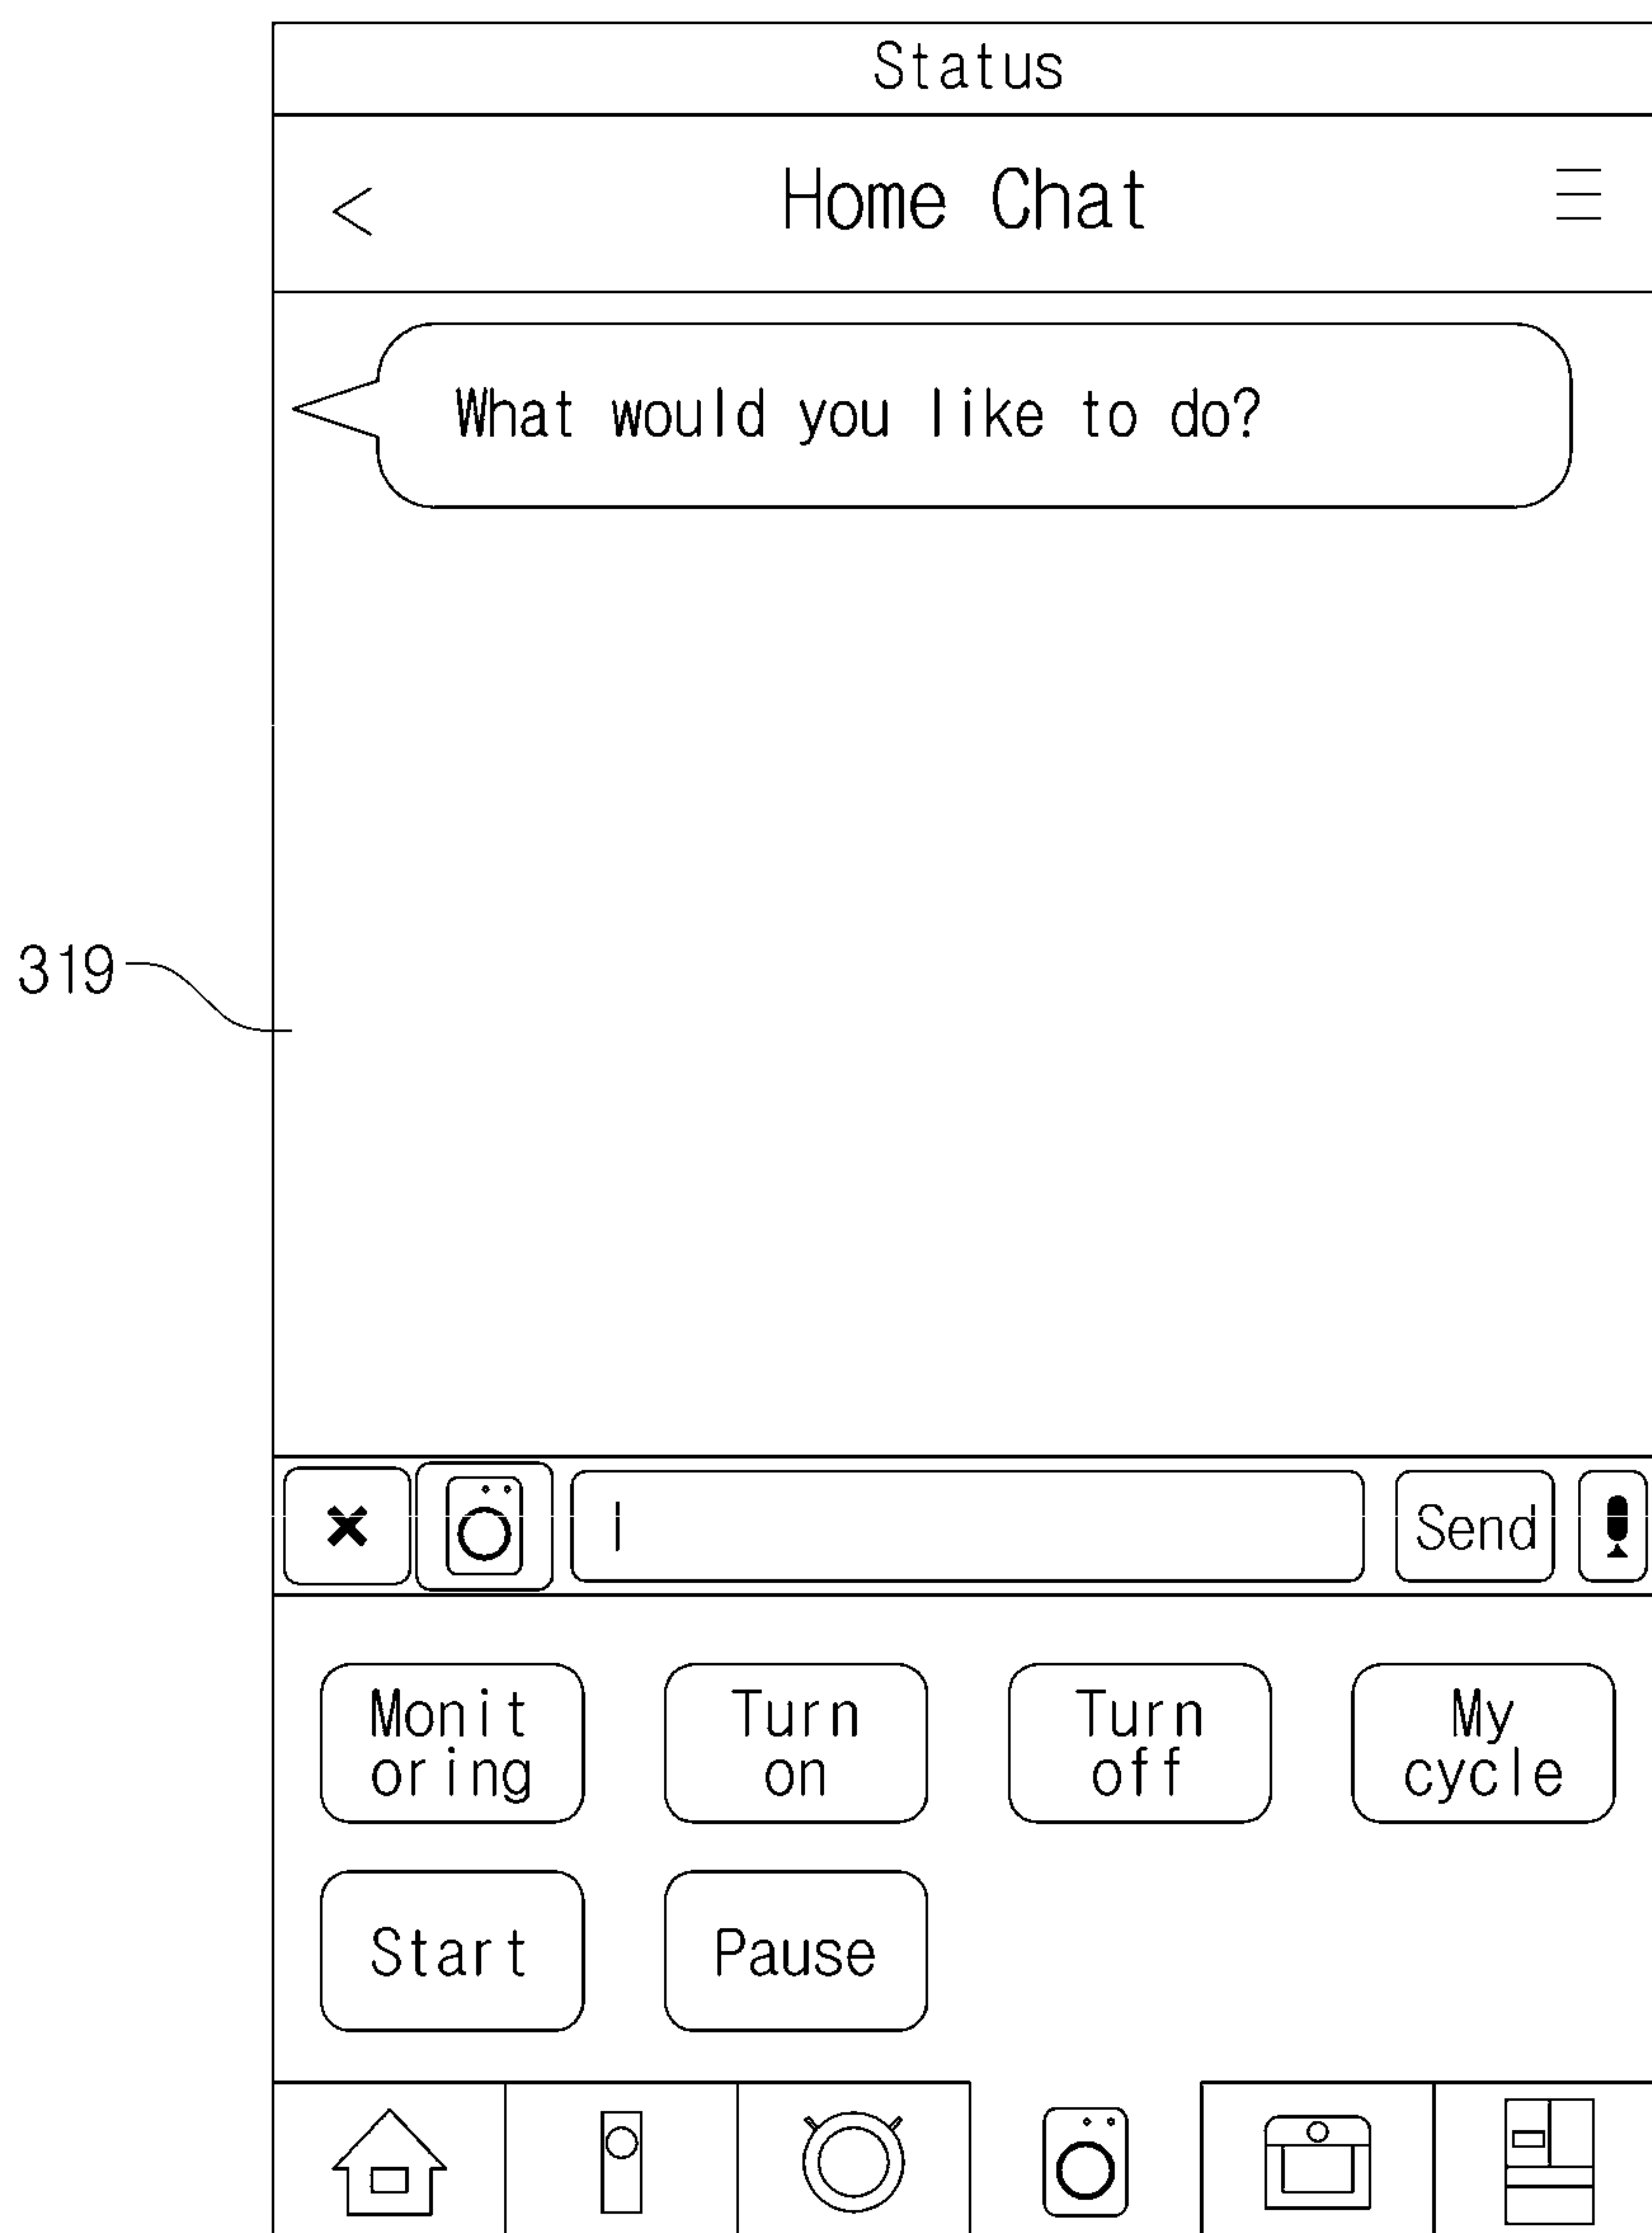 Status
Home Chat
What would you like to do?
319
Send
Monit
oring
Turn
on
Turn
off
My
cycle
Start
Pause